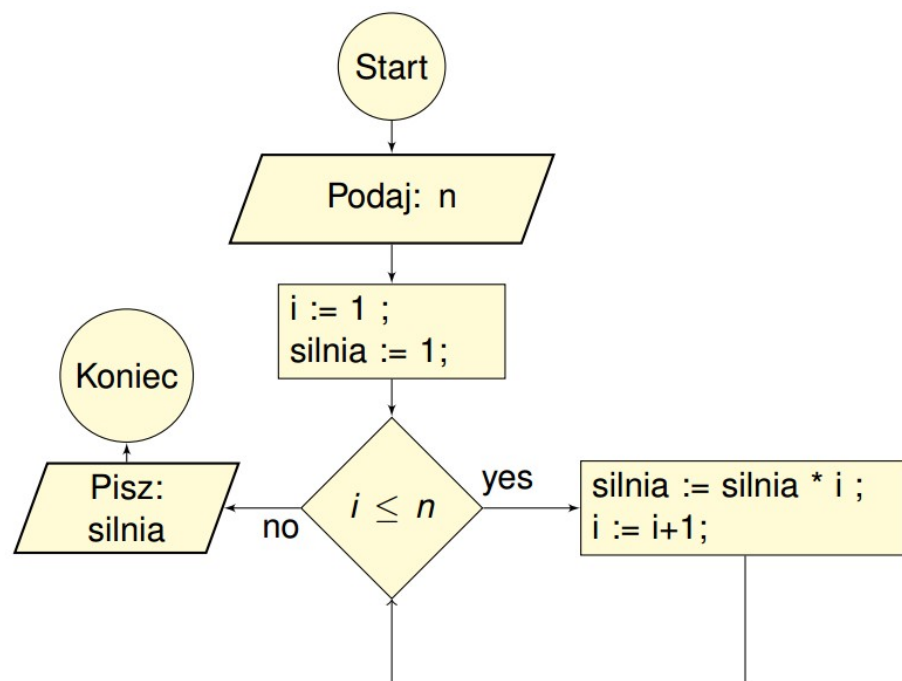 Start
Podaj: n
i := 1 ;
silnia := 1;
i ≤ n
yes
silnia := silnia * i ;
i := i+1;
no
Pisz:
silnia
Koniec